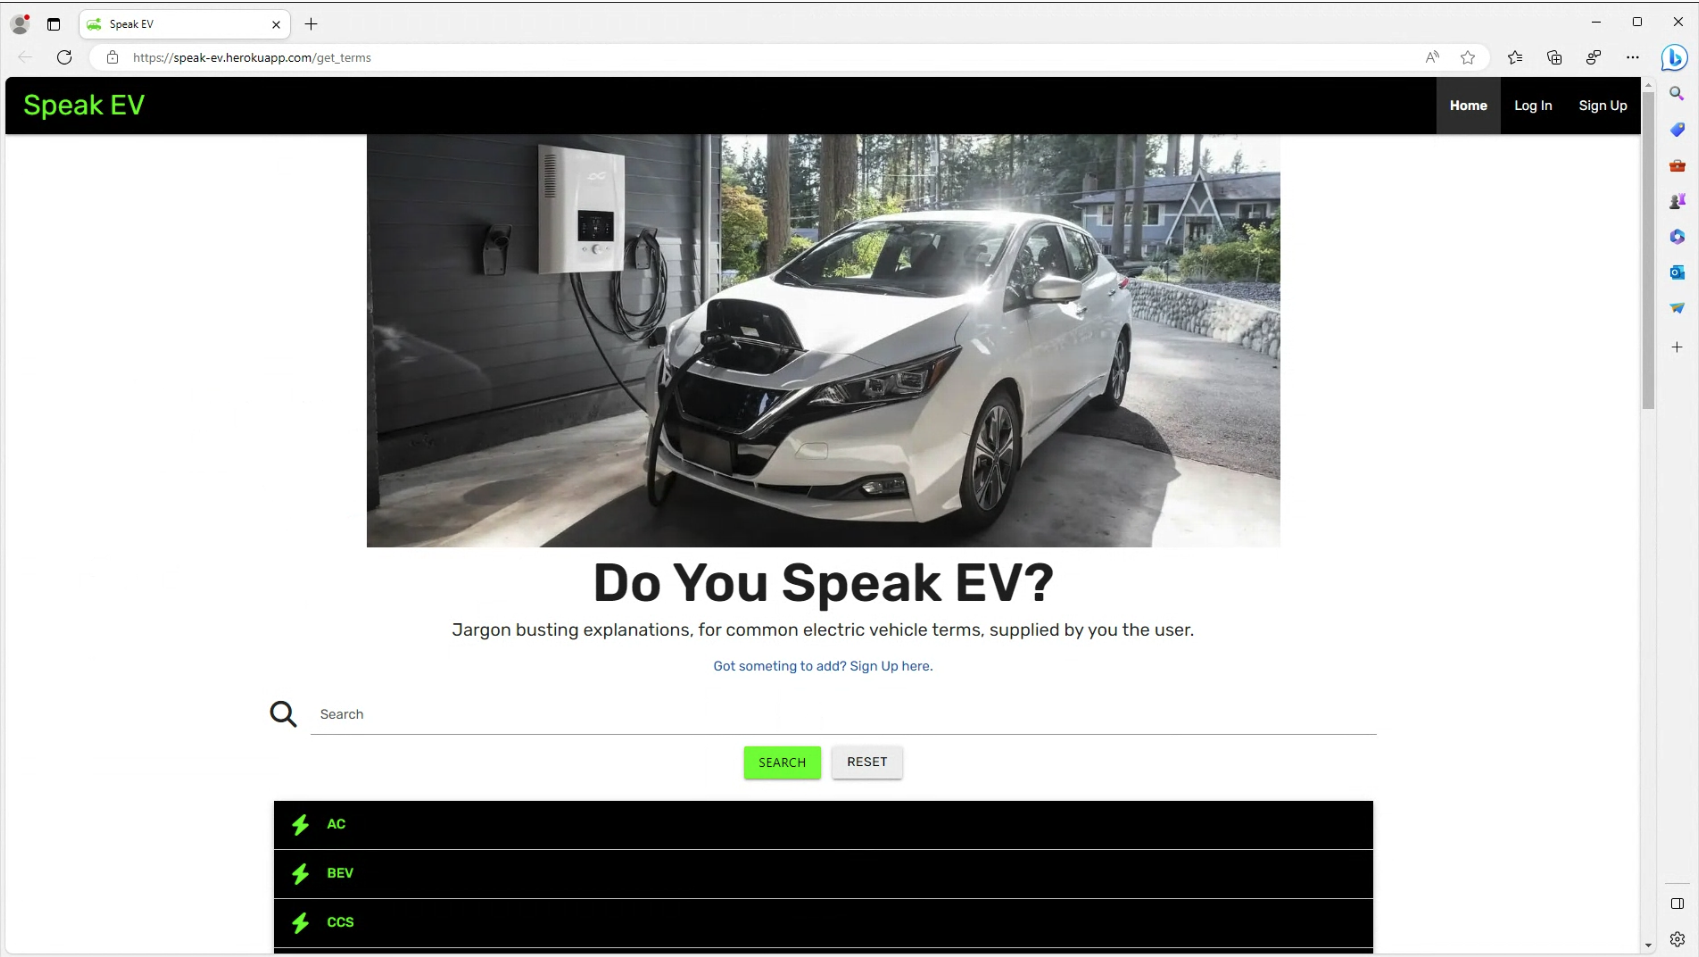 Speak EV
https://speak-ev.herokuapp.com/get_terms
Speak EV
Home
Log In
Sign Up
Do You Speak EV?
Jargon busting explanations, for common electric vehicle terms, supplied by you the user.
Got someting to add? Sign Up here.
Search
SEARCH
RESET
AC
BEV
CCS